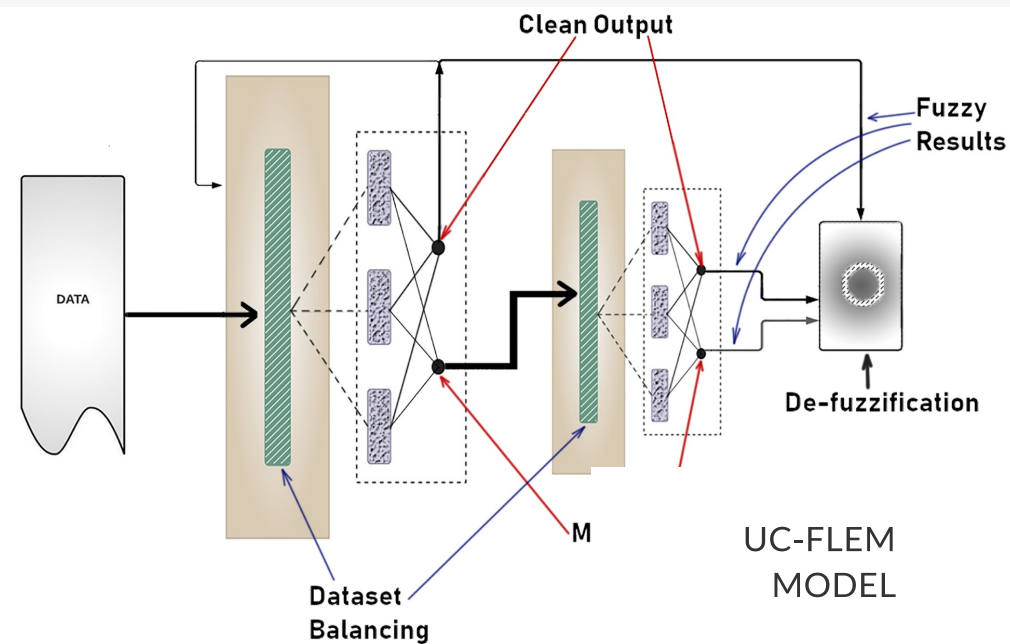 Clean Output
Fuzzy
Results
DATA
De-fuzzification
M
UC-FLEM
MODEL
Dataset
Balancing